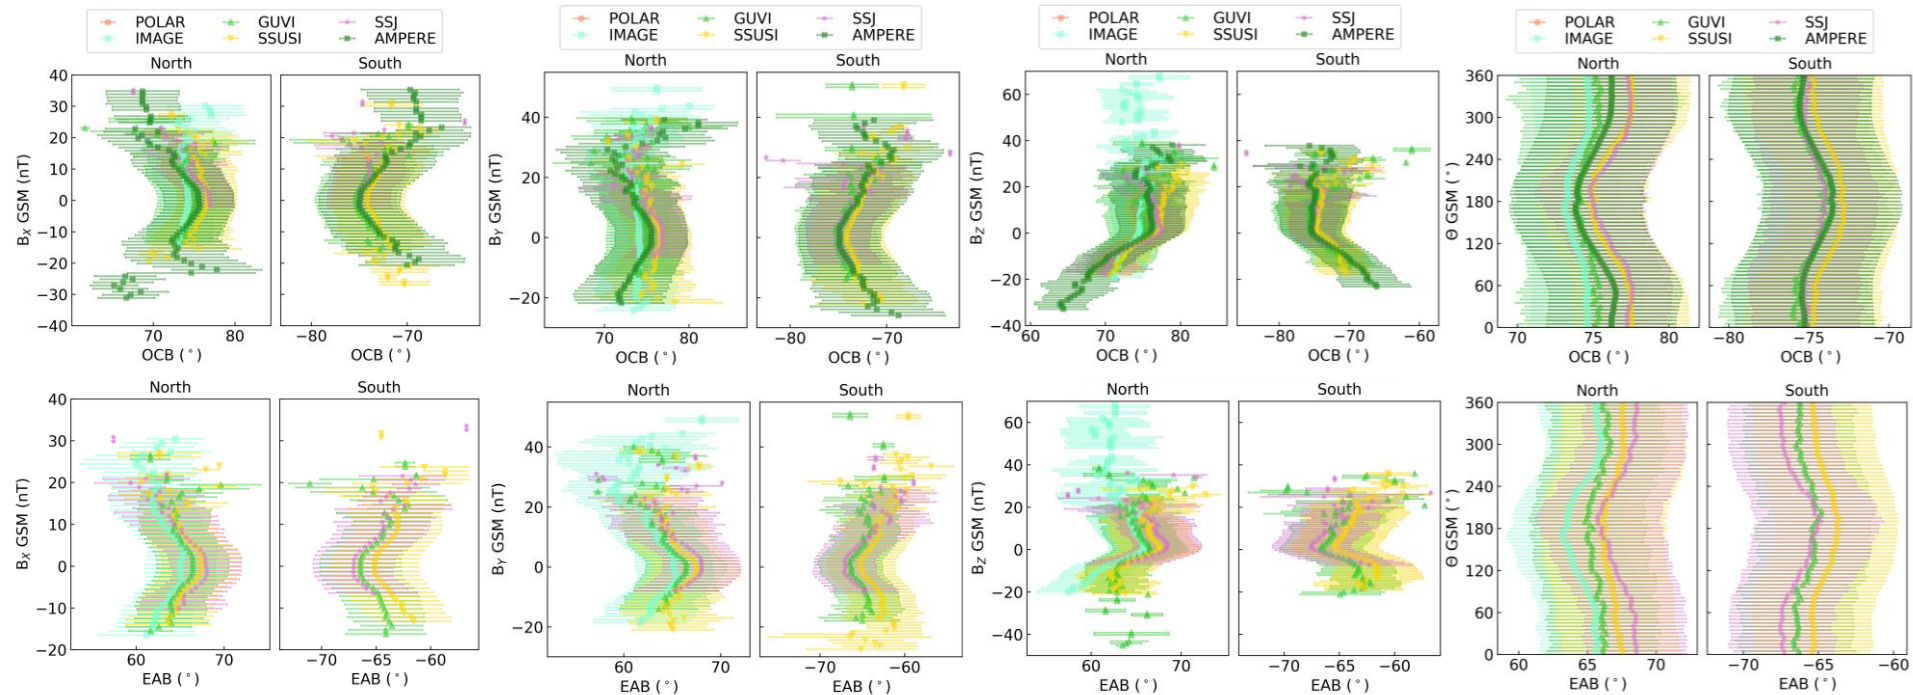 POLAR GUVI SSJ
IMAGE SSUSI AMPERE
North South
B_X GSM (nT)
40
30
20
10
0
−10
−20
−30
−40
70 80
−80 −70
OCB (°) OCB (°)
POLAR GUVI SSJ
IMAGE SSUSI AMPERE
North South
B_Y GSM (nT)
40
20
0
−20
70 80
−80 −70
OCB (°) OCB (°)
POLAR GUVI SSJ
IMAGE SSUSI AMPERE
North South
B_Z GSM (nT)
60
40
20
0
−20
−40
60 70 80
−80 −70 −60
OCB (°) OCB (°)
POLAR GUVI SSJ
IMAGE SSUSI AMPERE
North South
Θ GSM (°)
360
300
240
180
120
60
0
70 75 80
−80 −75 −70
OCB (°) OCB (°)
North South
B_X GSM (nT)
40
30
20
10
0
−10
−20
60 70
−70 −65 −60
EAB (°) EAB (°)
North South
B_Y GSM (nT)
40
20
0
−20
60 70
−70 −60
EAB (°) EAB (°)
North South
B_Z GSM (nT)
60
40
20
0
−20
−40
60 70
−70 −65 −60
EAB (°) EAB (°)
North South
Θ GSM (°)
360
300
240
180
120
60
0
60 65 70
−70 −65 −60
EAB (°) EAB (°)